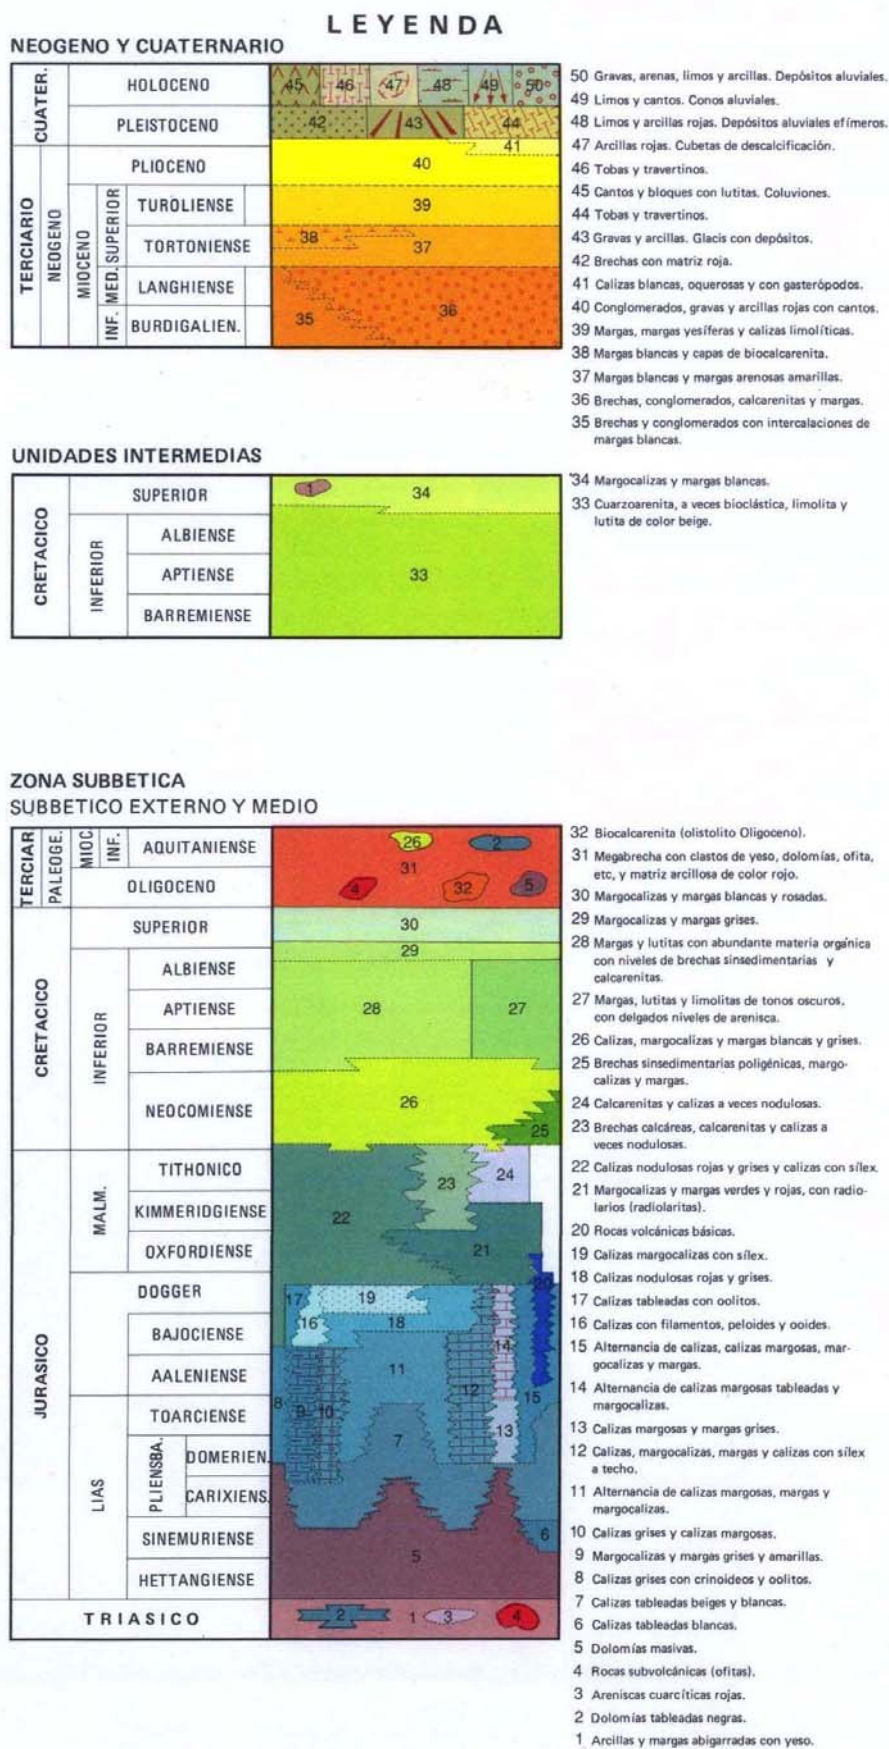 LEYENDA
NEOGENO Y CUATERNARIO
CUATER.
HOLOCENO
45 46 47 48 49 50
PLEISTOCENO
42 43 44
TERCIARIO
NEOGENO
PLIOCENO
41
40
MIOCENO
SUPERIOR
TUROLIENSE
39
TORTONIENSE
38
37
MED.
LANGHIENSE
INF.
BURDIGALIEN.
35
36
50 Gravas, arenas, limos y arcillas. Depósitos aluviales.
49 Limos y cantos. Conos aluviales.
48 Limos y arcillas rojas. Depósitos aluviales efímeros.
47 Arcillas rojas. Cubetas de descalcificación.
46 Tobas y travertinos.
45 Cantos y bloques con lutitas. Coluviones.
44 Tobas y travertinos.
43 Gravas y arcillas. Glacis con depósitos.
42 Brechas con matriz roja.
41 Calizas blancas, oquerosas y con gasterópodos.
40 Conglomerados, gravas y arcillas rojas con cantos.
39 Margas, margas yesíferas y calizas limolíticas.
38 Margas blancas y capas de biocalcarenita.
37 Margas blancas y margas arenosas amarillas.
36 Brechas, conglomerados, calcarenitas y margas.
35 Brechas y conglomerados con intercalaciones de
margas blancas.
UNIDADES INTERMEDIAS
CRETACICO
SUPERIOR
1
34
INFERIOR
ALBIENSE
APTIENSE
33
BARREMIENSE
34 Margocalizas y margas blancas.
33 Cuarzoarenita, a veces bioclástica, limolita y
lutita de color beige.
ZONA SUBBETICA
SUBBETICO EXTERNO Y MEDIO
TERCIAR
PALEOGE.
MIOC.
INF.
AQUITANIENSE
26
2
31
OLIGOCENO
4
32
5
CRETACICO
SUPERIOR
30
29
INFERIOR
ALBIENSE
APTIENSE
28
27
BARREMIENSE
NEOCOMIENSE
26
25
JURASICO
MALM.
TITHONICO
23
24
KIMMERIDGIENSE
22
OXFORDIENSE
21
20
DOGGER
17
19
16
18
BAJOCIENSE
14
AALENIENSE
11
12
15
8
9
10
LIAS
TOARCIENSE
13
7
PLIENSBA.
DOMERIEN.
CARIXIENS.
SINEMURIENSE
6
5
HETTANGIENSE
TRIASICO
2
1
3
4
32 Biocalcarenita (olistolito Oligoceno).
31 Megabrecha con clastos de yeso, dolomías, ofita,
etc, y matriz arcillosa de color rojo.
30 Margocalizas y margas blancas y rosadas.
29 Margocalizas y margas grises.
28 Margas y lutitas con abundante materia orgánica
con niveles de brechas sinsedimentarias y
calcarenitas.
27 Margas, lutitas y limolitas de tonos oscuros,
con delgados niveles de arenisca.
26 Calizas, margocalizas y margas blancas y grises.
25 Brechas sinsedimentarias poligénicas, margo-
calizas y margas.
24 Calcarenitas y calizas a veces nodulosas.
23 Brechas calcáreas, calcarenitas y calizas a
veces nodulosas.
22 Calizas nodulosas rojas y grises y calizas con sílex.
21 Margocalizas y margas verdes y rojas, con radio-
larios (radiolaritas).
20 Rocas volcánicas básicas.
19 Calizas margocalizas con sílex.
18 Calizas nodulosas rojas y grises.
17 Calizas tableadas con oolitos.
16 Calizas con filamentos, peloides y ooides.
15 Alternancia de calizas, calizas margosas, mar-
gocalizas y margas.
14 Alternancia de calizas margosas tableadas y
margocalizas.
13 Calizas margosas y margas grises.
12 Calizas, margocalizas, margas y calizas con sílex
a techo.
11 Alternancia de calizas margosas, margas y
margocalizas.
10 Calizas grises y calizas margosas.
9 Margocalizas y margas grises y amarillas.
8 Calizas grises con crinoideos y oolitos.
7 Calizas tableadas beiges y blancas.
6 Calizas tableadas blancas.
5 Dolomías masivas.
4 Rocas subvolcánicas (ofitas).
3 Areniscas cuarcíticas rojas.
2 Dolomías tableadas negras.
1 Arcillas y margas abigarradas con yeso.